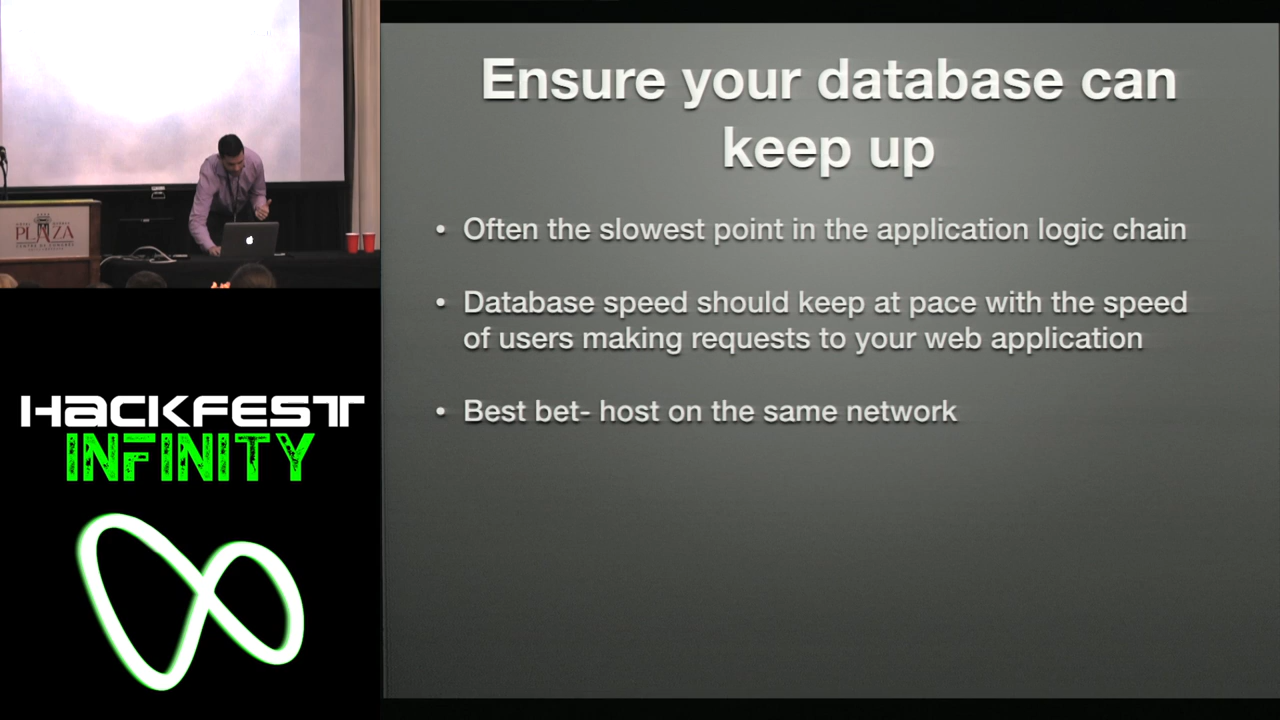 Ensure your database can
keep up
• Often the slowest point in the application logic chain
• Database speed should keep at pace with the speed
of users making requests to your web application
• Best bet- host on the same network
PLAZA
HACKFEST
INFINITY